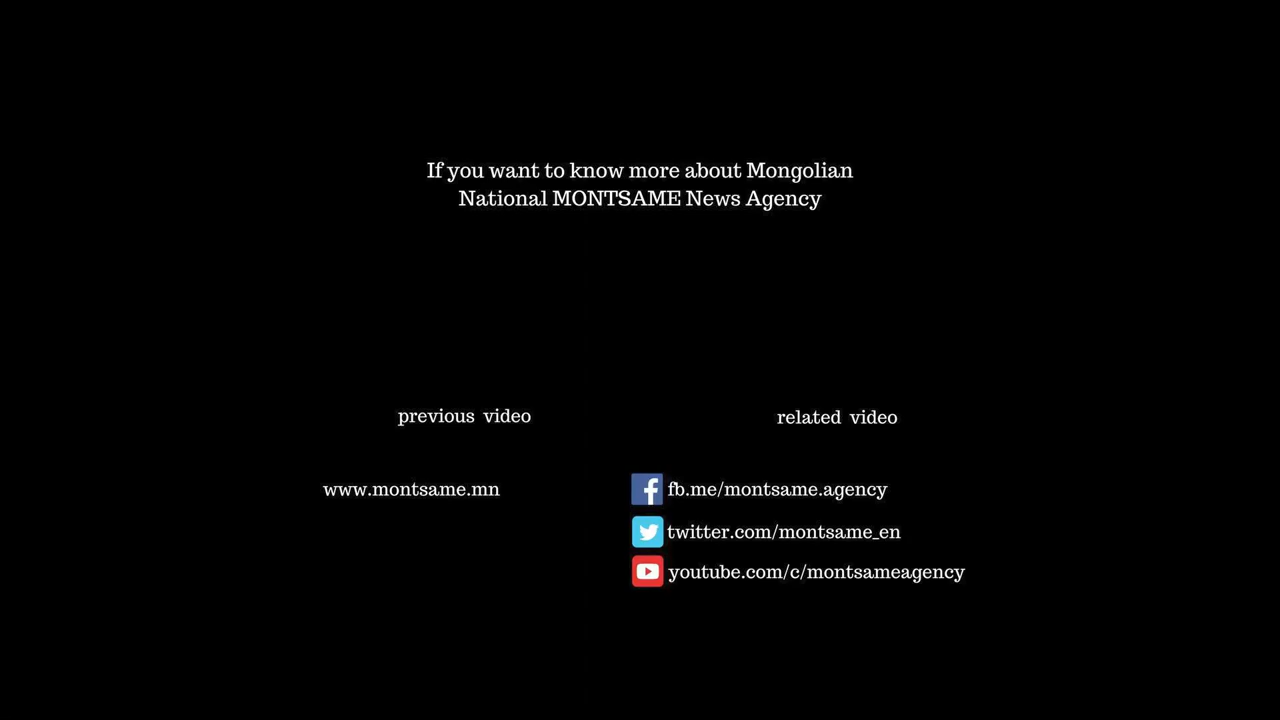 If you want to know more about Mongolian
National MONTSAME News Agency
previous video
related video
www.montsame.mn
fb.me/montsame.agency
twitter.com/montsame_en
youtube.com/c/montsameagency